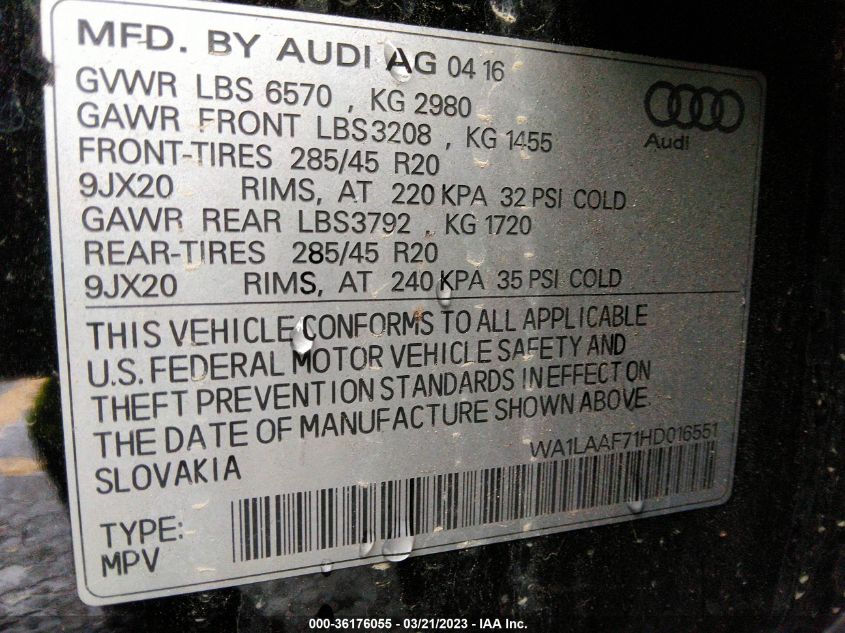 MFD. BY AUDI AG 04 16
GVWR LBS 6570 , KG 2980
GAWR FRONT LBS3208 , KG 1455
FRONT-TIRES 285/45 R20
9JX20 RIMS, AT 220 KPA 32 PSI COLD
GAWR REAR LBS3792 , KG 1720
REAR-TIRES 285/45 R20
9JX20 RIMS, AT 240 KPA 35 PSI COLD
Audi
THIS VEHICLE CONFORMS TO ALL APPLICABLE
U.S. FEDERAL MOTOR VEHICLE SAFETY AND
THEFT PREVENTION STANDARDS IN EFFECT ON
THE DATE OF MANUFACTURE SHOWN ABOVE.
SLOVAKIA
WA1LAAF71HD016551
TYPE:
MPV
000-36176055 — 03/21/2023 — IAA Inc.